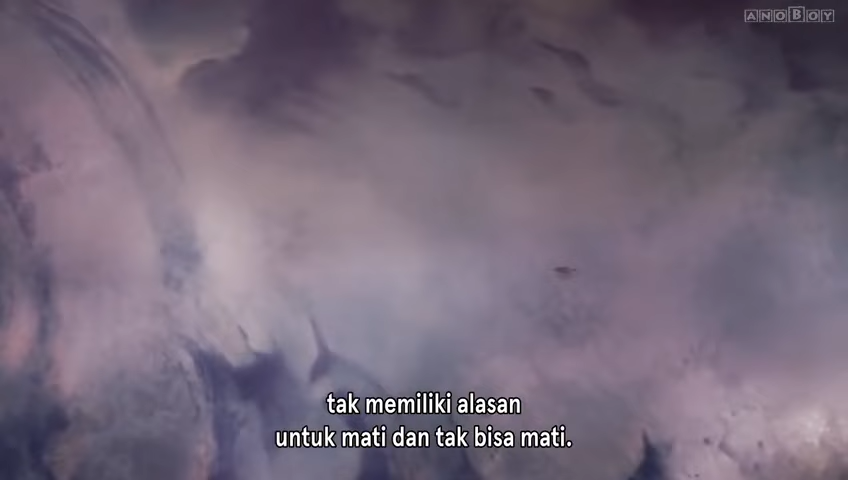 ANOBOY
tak memiliki alasan
untuk mati dan tak bisa mati.